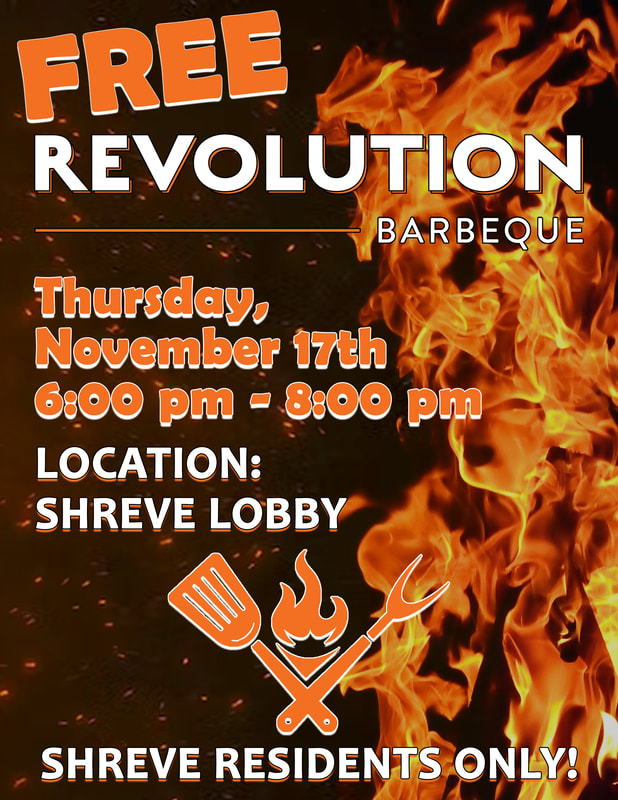 FREE
REVOLUTION
BARBEQUE
Thursday,
November 17th
6:00 pm - 8:00 pm
LOCATION:
SHREVE LOBBY
SHREVE RESIDENTS ONLY!